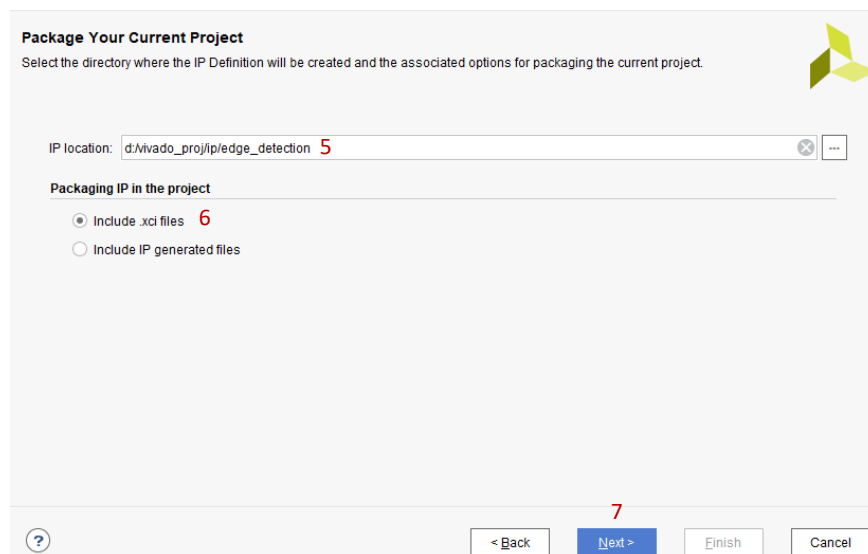 Package Your Current Project
Select the directory where the IP Definition will be created and the associated options for packaging the current project.
IP location: d:/vivado_proj/ip/edge_detection 5 ...
Packaging IP in the project
Include .xci files 6
Include IP generated files
7
? < Back Next > Finish Cancel